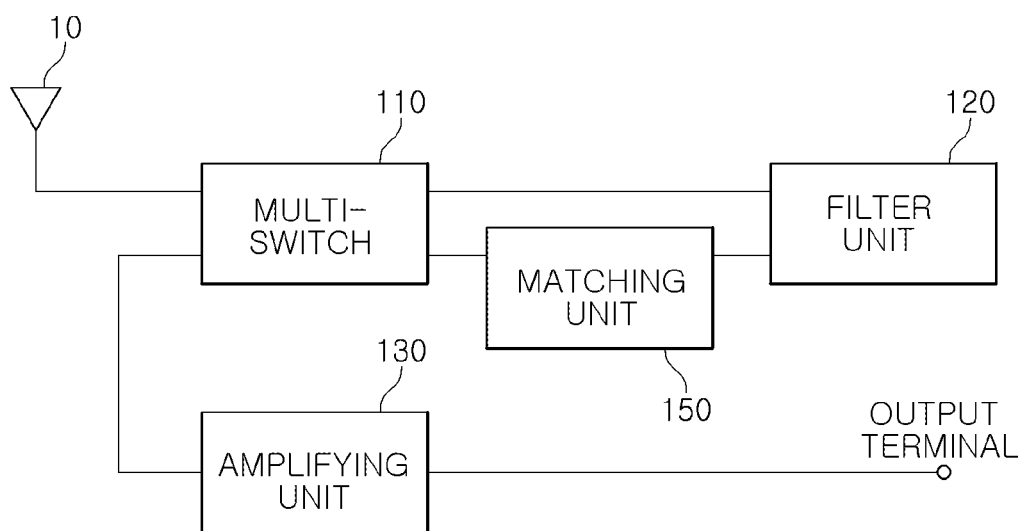 10
110
120
MULTI-
SWITCH
FILTER
UNIT
MATCHING
UNIT
130
150
OUTPUT
TERMINAL
AMPLIFYING
UNIT